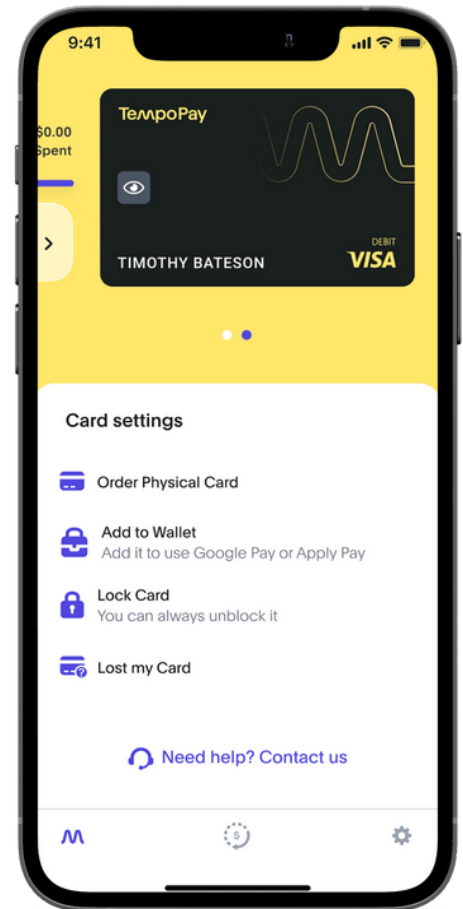 9:41
$0.00
Spent
TempoPay
TIMOTHY BATESON
DEBIT
VISA
Card settings
Order Physical Card
Add to Wallet
Add it to use Google Pay or Apply Pay
Lock Card
You can always unblock it
Lost my Card
Need help? Contact us